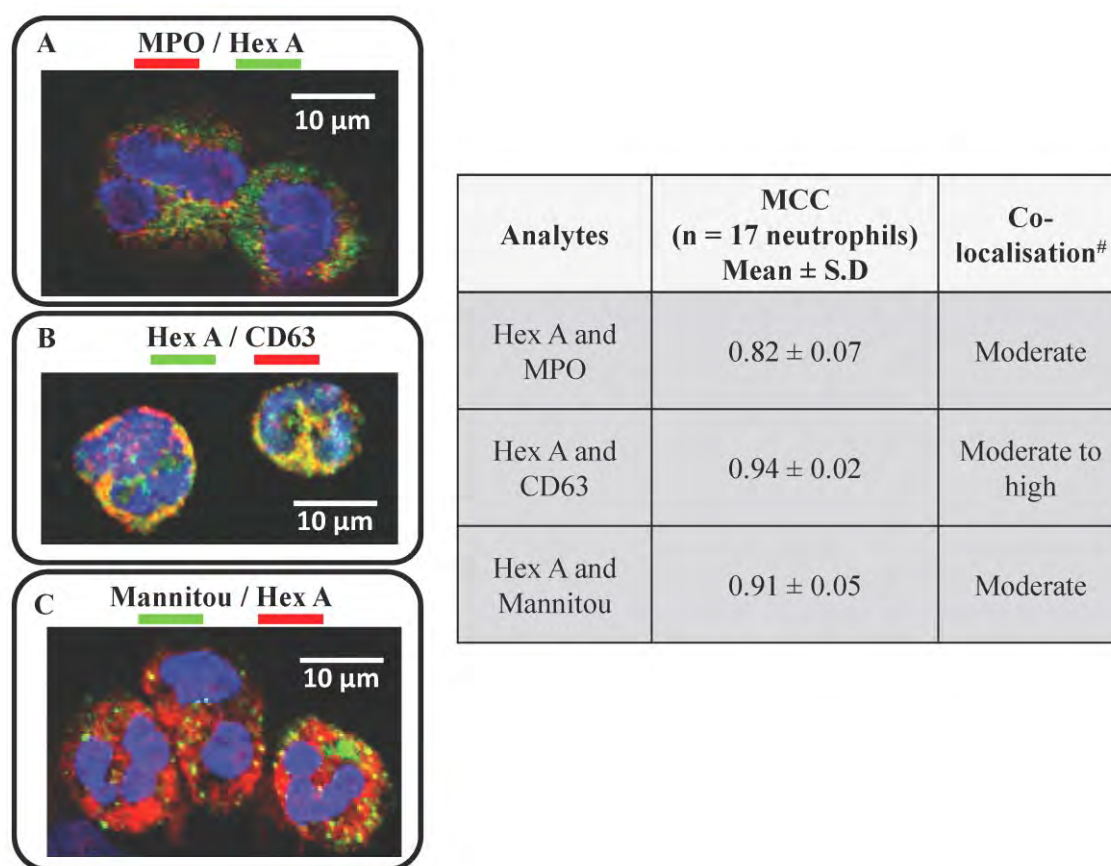 A
MPO / Hex A
10 µm
B
Hex A / CD63
10 µm
C
Mannitou / Hex A
10 µm
Analytes
MCC
(n = 17 neutrophils)
Mean ± S.D
Co-
localisation#
Hex A and
MPO
0.82 ± 0.07
Moderate
Hex A and
CD63
0.94 ± 0.02
Moderate to
high
Hex A and
Mannitou
0.91 ± 0.05
Moderate